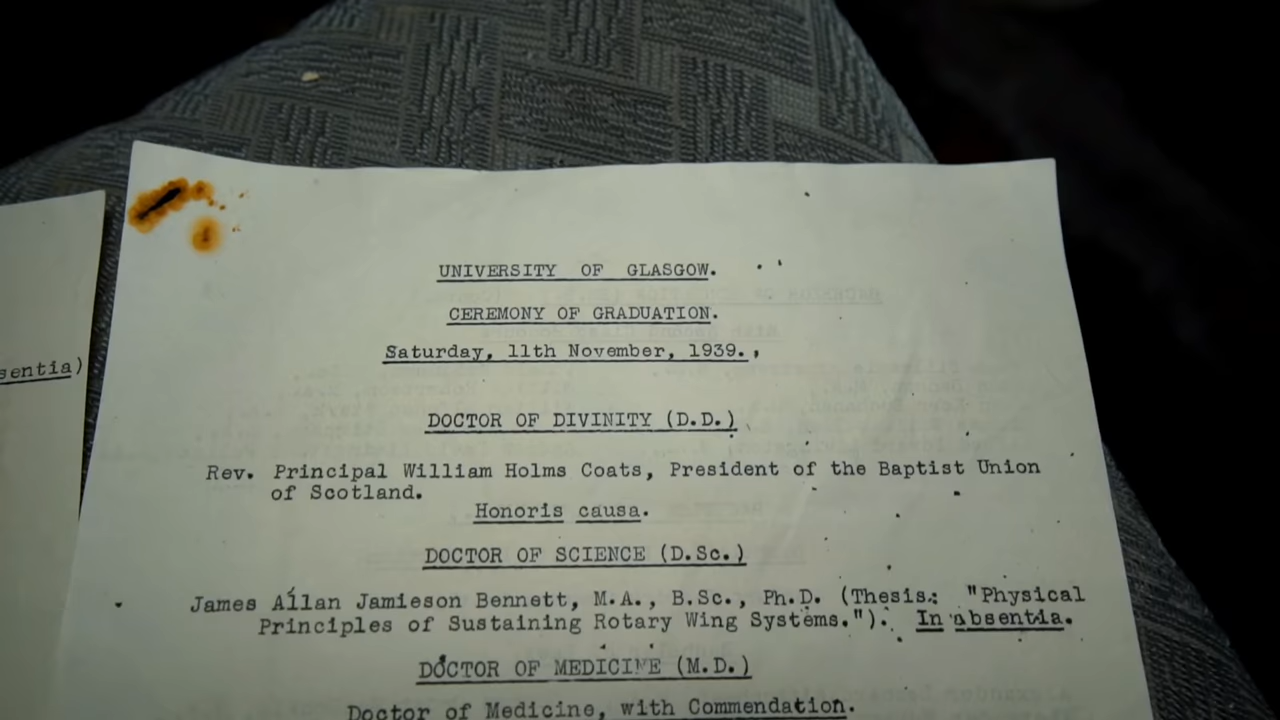 sentia)
UNIVERSITY OF GLASGOW.
CEREMONY OF GRADUATION.
Saturday, 11th November, 1939.
DOCTOR OF DIVINITY (D.D.)
Rev. Principal William Holms Coats, President of the Baptist Union
of Scotland.
Honoris causa.
DOCTOR OF SCIENCE (D.Sc.)
James Allan Jamieson Bennett, M.A., B.Sc., Ph.D. (Thesis: "Physical
Principles of Sustaining Rotary Wing Systems."). In absentia.
DOCTOR OF MEDICINE (M.D.)
Doctor of Medicine, with Commendation.